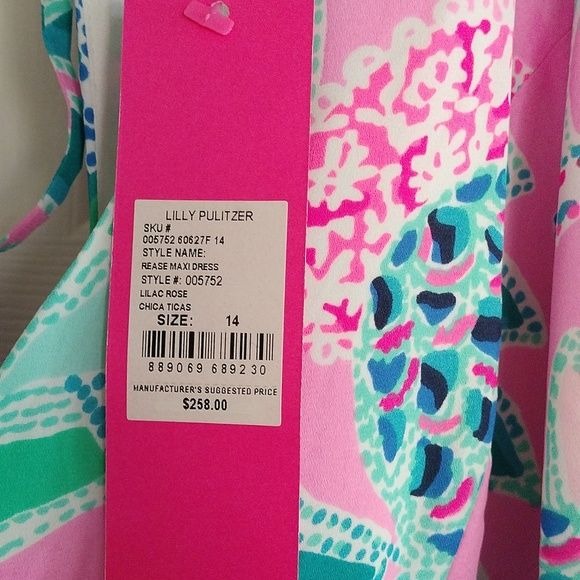 LILLY PULITZER
SKU #
005752 60627F 14
STYLE NAME:
REASE MAXI DRESS
STYLE #: 005752
LILAC ROSE
CHICA TICAS
SIZE: 14
889069 689230
MANUFACTURER'S SUGGESTED PRICE
$258.00